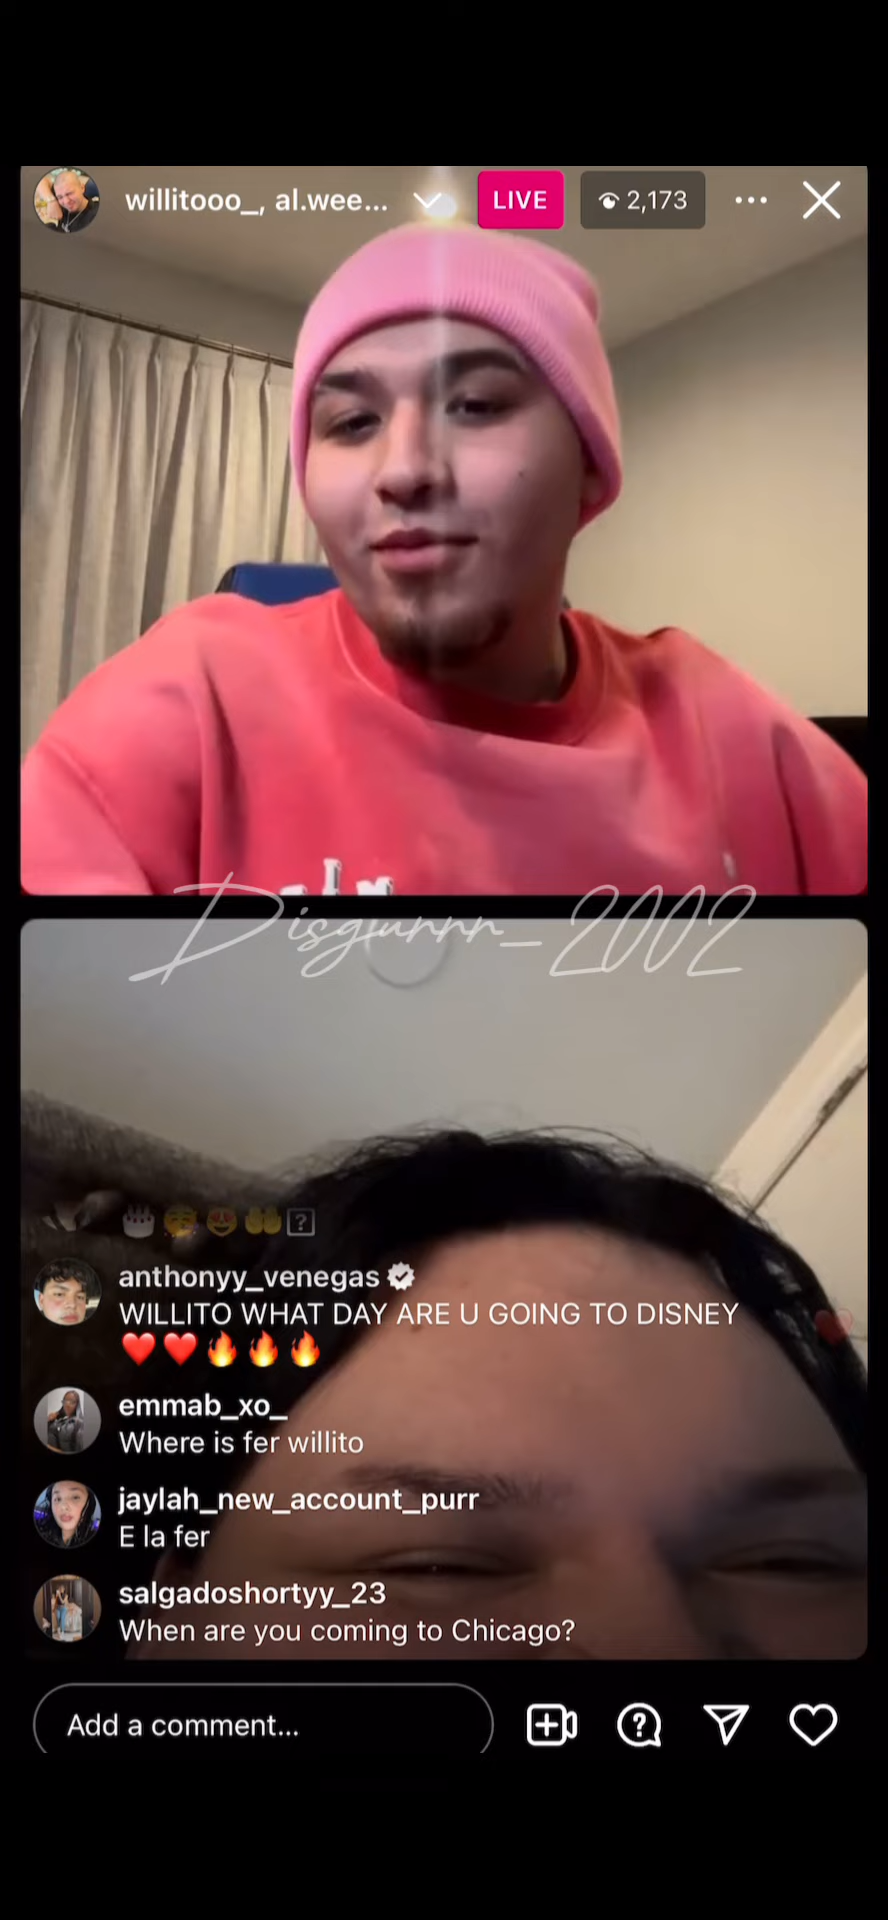 willitooo_, al.wee...
LIVE
2,173
Disgiunnn_2002
anthonyy_venegas
WILLITO WHAT DAY ARE U GOING TO DISNEY
❤️❤️🔥🔥🔥
emmab_xo_
Where is fer willito
jaylah_new_account_purr
E la fer
salgadoshortyy_23
When are you coming to Chicago?
Add a comment...